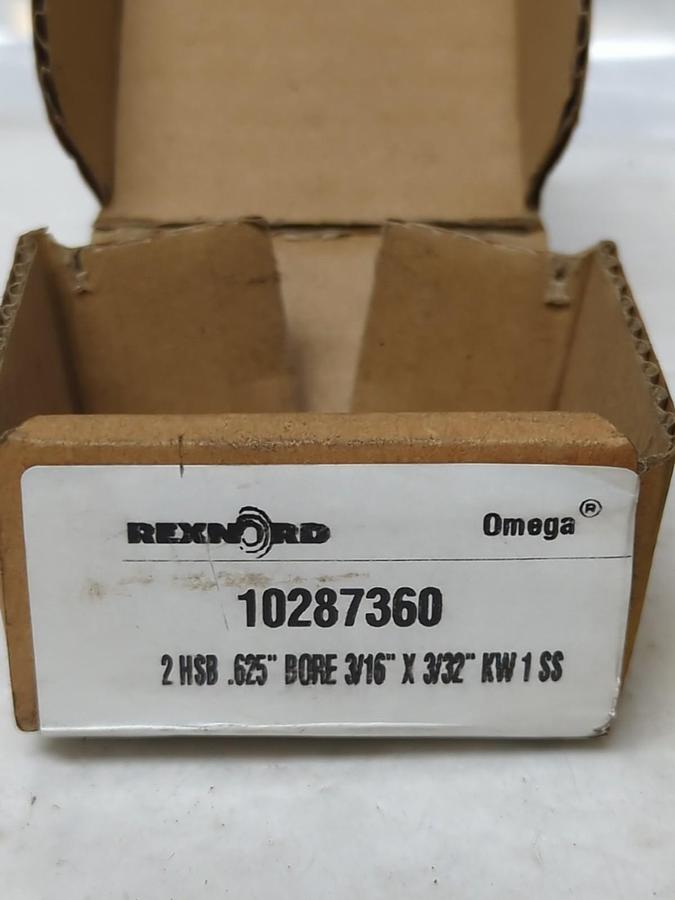 REXNORD Omega®
10287360
2 HSB .625" BORE 3/16" X 3/32" KW 1 SS